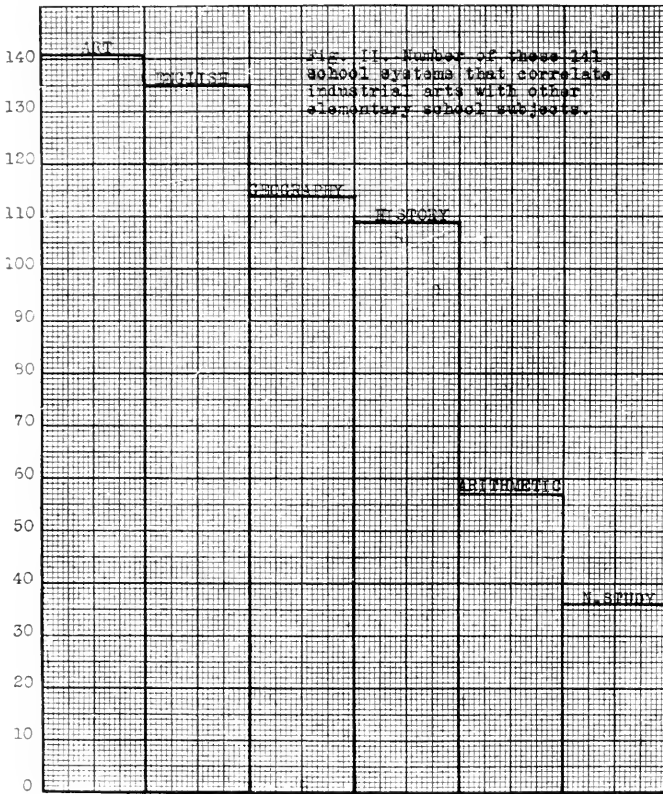 Fig. II. Number of these 141
school systems that correlate
industrial arts with other
elementary school subjects.
ART
ENGLISH
GEOGRAPHY
HISTORY
ARITHMETIC
N.STUDY
140
130
120
110
100
90
80
70
60
50
40
30
20
10
0